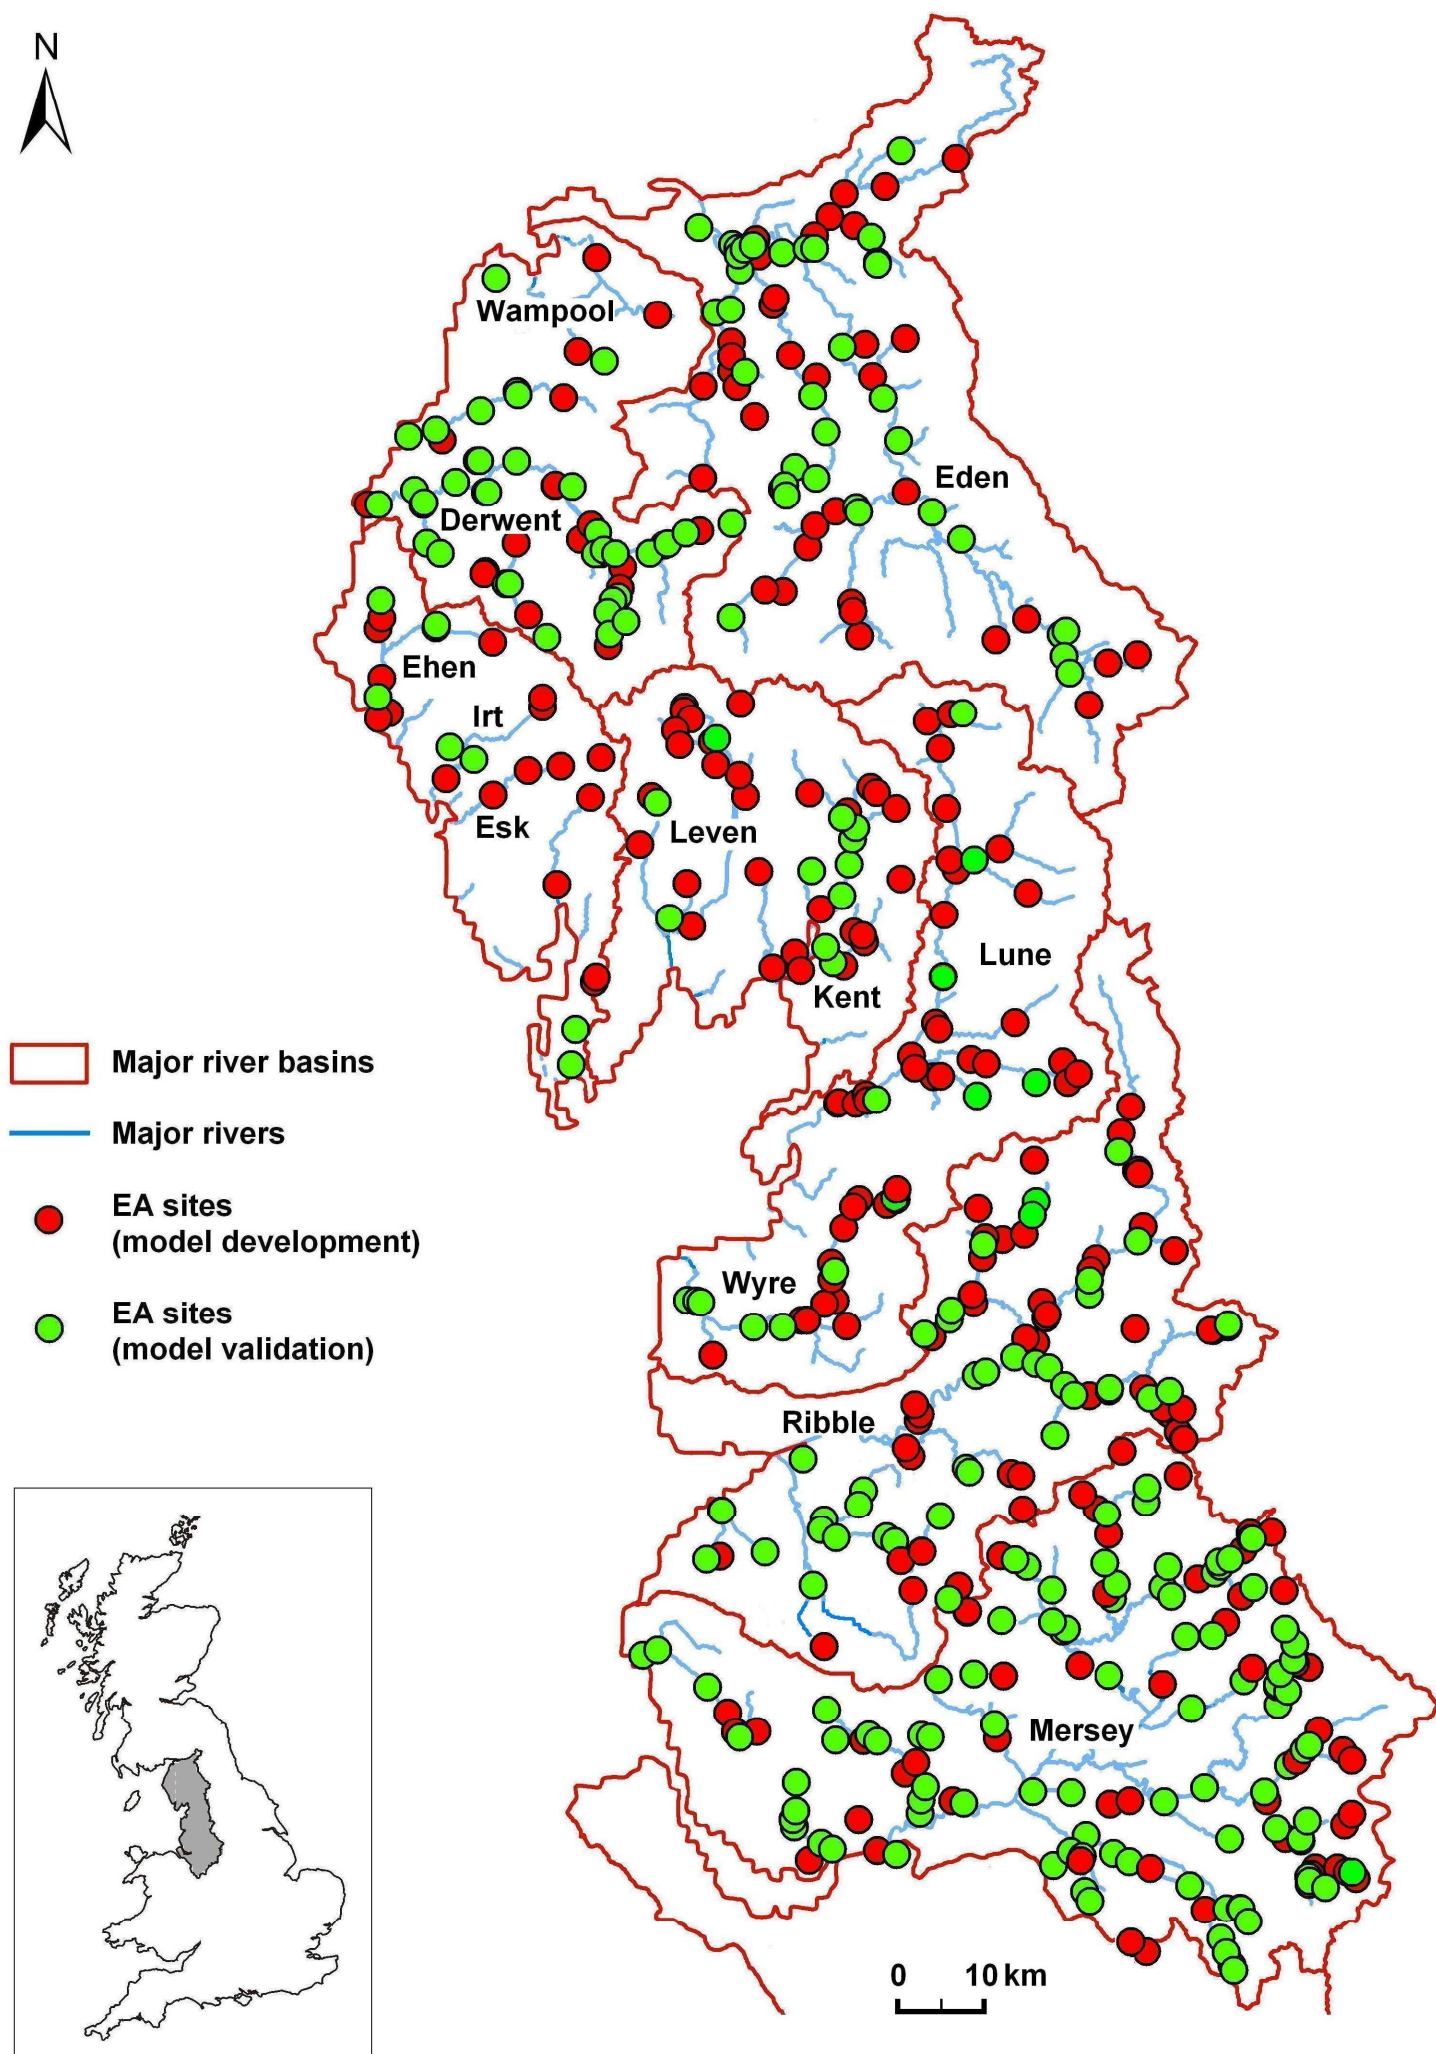 N
Wampool
Eden
Derwent
Ehen
Irt
Esk
Leven
Lune
Kent
Major river basins
Major rivers
EA sites
(model development)
EA sites
(model validation)
Wyre
Ribble
Mersey
0 10 km